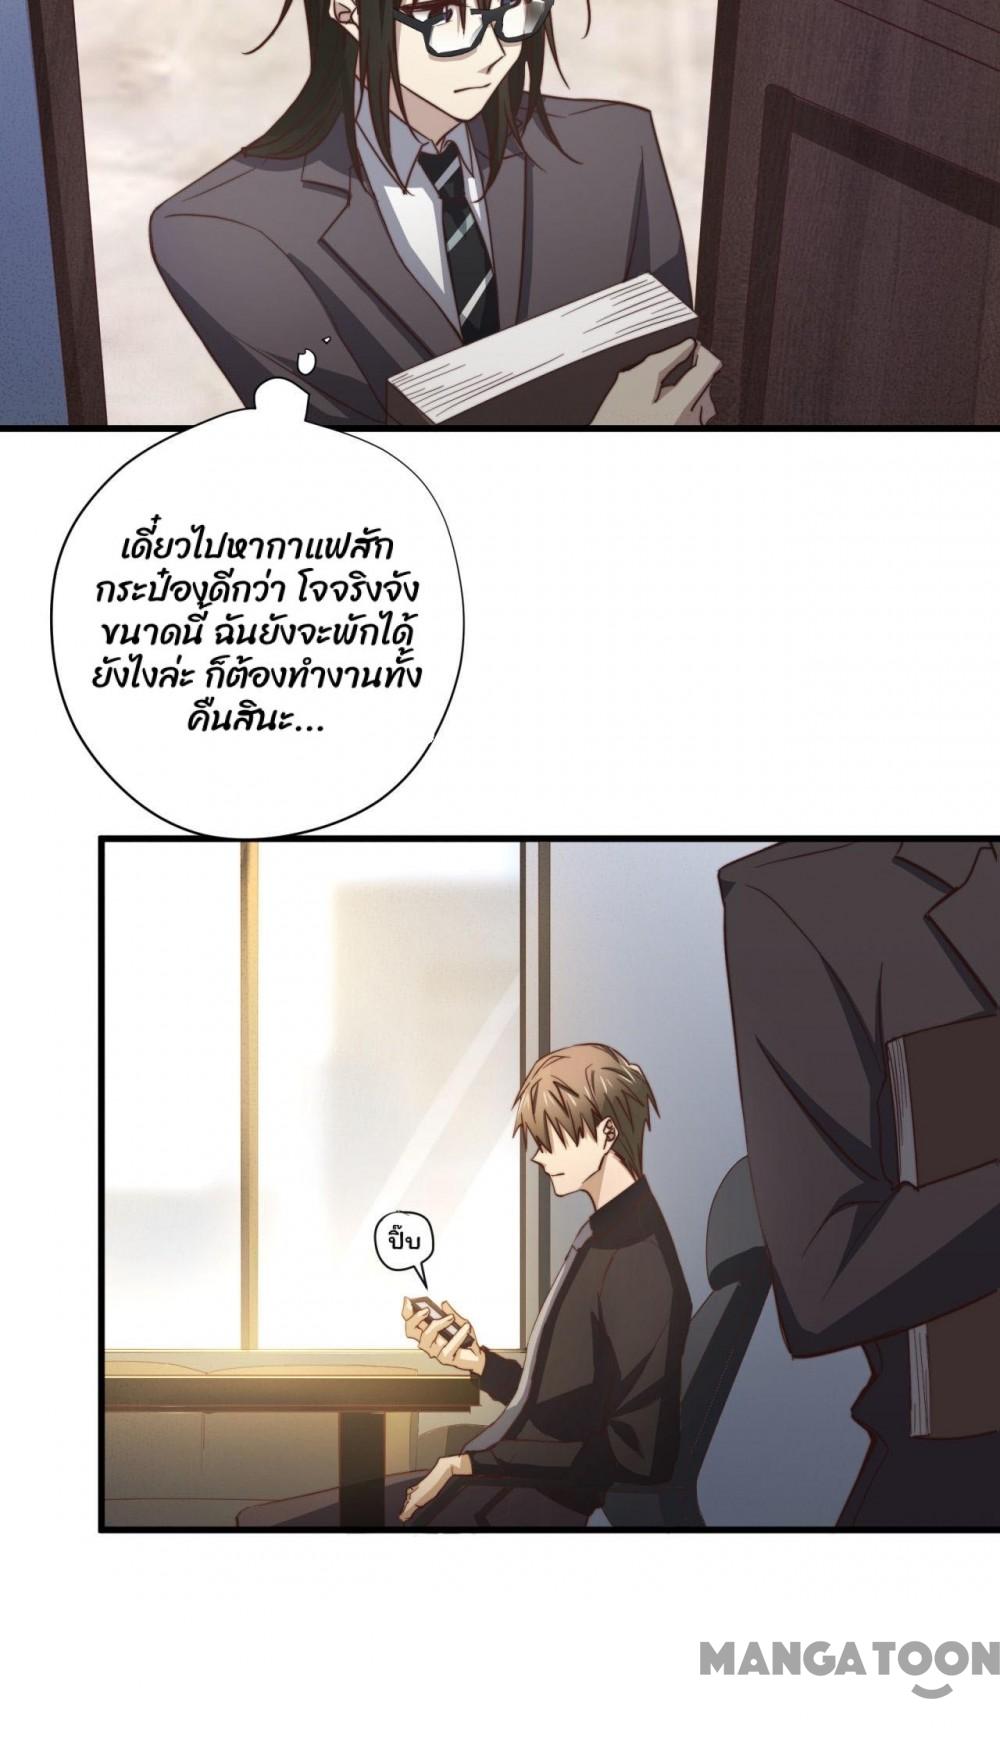 เดี๋ยวไปหากาแฟสัก
กระป๋องดีกว่า โจจริงจัง
ขนาดนี้ ฉันยังจะพักได้
ยังไงล่ะ ก็ต้องทำงานทั้ง
คืนสินะ...
ปิ๊บ
MANGATOON